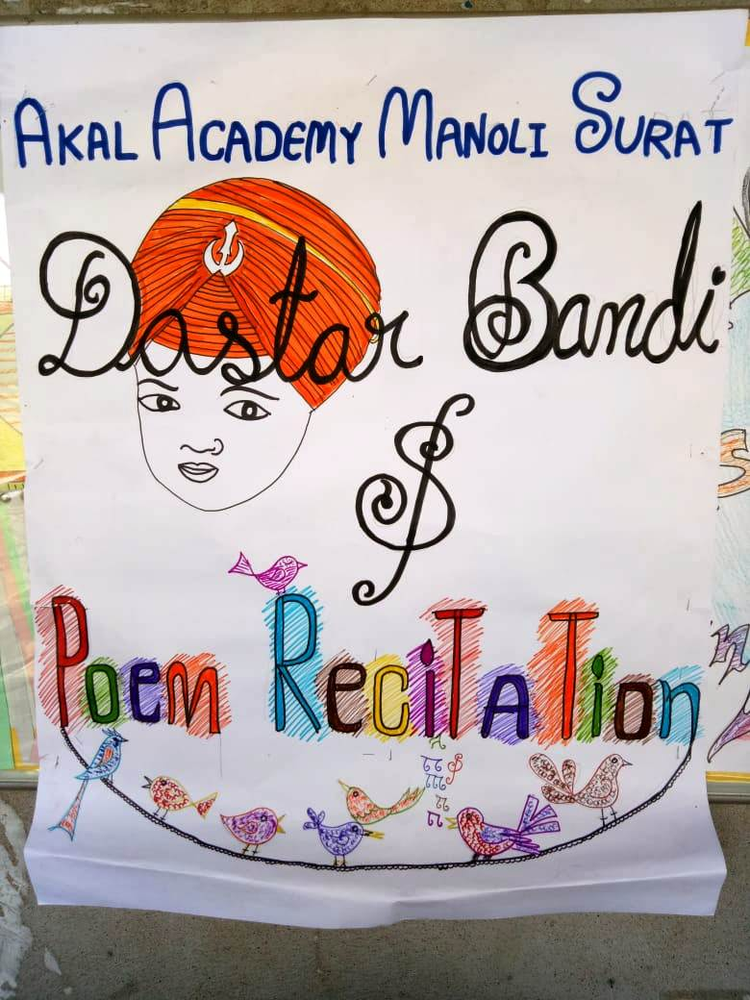 AKAL ACADEMY MANOLI SURAT
Dastar Bandi
&
POEM RECITATION